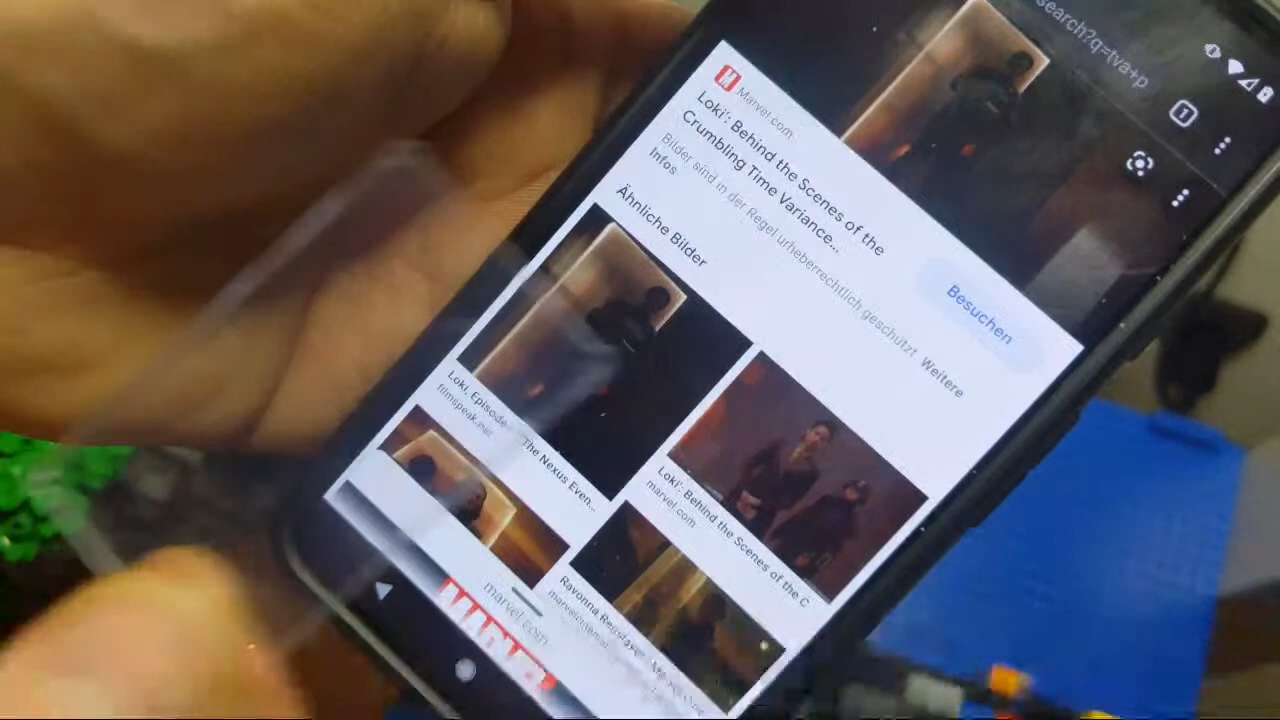 search?q=tva+p
1
M Marvel.com
Loki': Behind the Scenes of the
Crumbling Time Variance...
Bilder sind in der Regel urheberrechtlich geschützt Weitere
Infos
Besuchen
Ähnliche Bilder
Loki, Episode
The Nexus Even...
filmspeak.net
Loki': Behind the Scenes of the C
marvel.com
Ravonna Renslaye
marvel.com